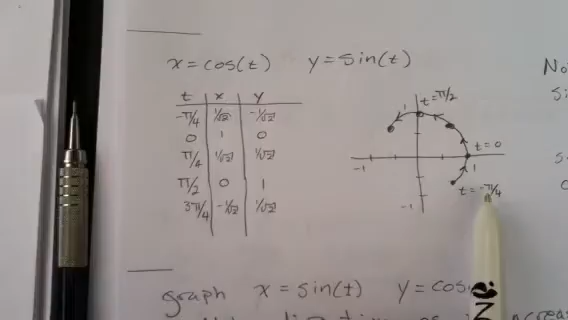 x = cos(t) y = sin(t)
t x y
-π/4 1/√2 -1/√2
0 1 0
π/4 1/√2 1/√2
π/2 0 1
3π/4 -1/√2 1/√2
1 t = π/2
t = 0
-1 1
t = -π/4
-1
No
graph x = sin(t) y = cos